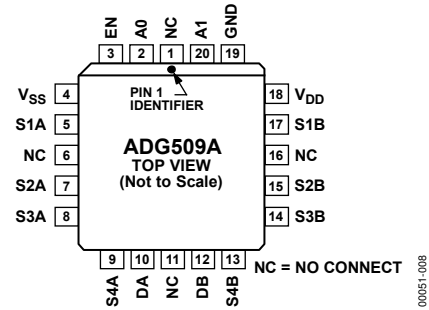 EN A0 NC A1 GND
3 2 1 20 19
VSS 4 PIN 1 18 VDD
IDENTIFIER
S1A 5 17 S1B
NC 6 ADG509A 16 NC
TOP VIEW
S2A 7 (Not to Scale) 15 S2B
S3A 8 14 S3B
9 10 11 12 13 NC = NO CONNECT
S4A DA NC DB S4B
00051-008